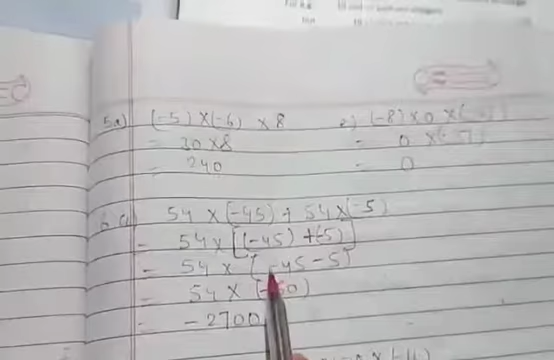 5.a) (-5) × (-6) × 8
= 30 × 8
= 240
e) (-8) × 0 ×
= 0 ×
= 0
6. a) 54 × (-45) + 54 × (-5)
= 54 × [(-45) + (-5)]
= 54 × (-45 - 5)
= 54 × (-50)
= -2700